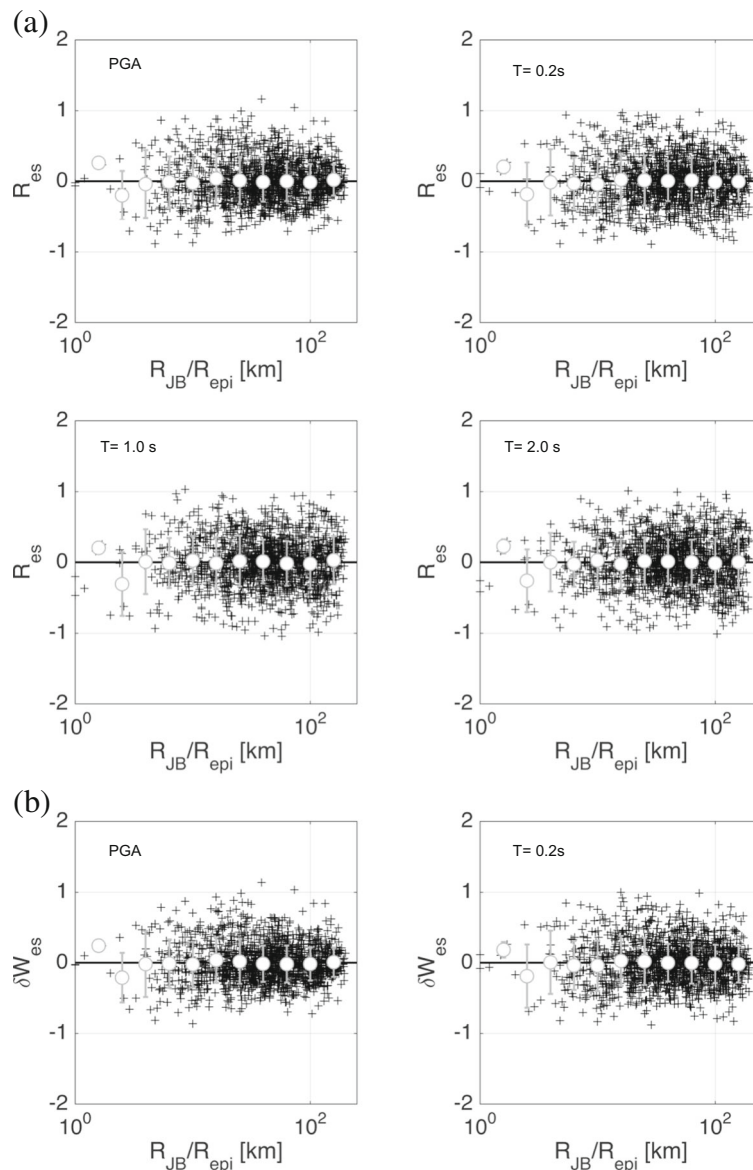 (a)
2
1
0
-1
-2
R_es
PGA
10^0
10^2
R_JB/R_epi [km]
2
1
0
-1
-2
R_es
T= 0.2s
10^0
10^2
R_JB/R_epi [km]
2
1
0
-1
-2
R_es
T= 1.0 s
10^0
10^2
R_JB/R_epi [km]
2
1
0
-1
-2
R_es
T= 2.0 s
10^0
10^2
R_JB/R_epi [km]
(b)
2
1
0
-1
-2
δW_es
PGA
10^0
10^2
R_JB/R_epi [km]
2
1
0
-1
-2
δW_es
T= 0.2s
10^0
10^2
R_JB/R_epi [km]